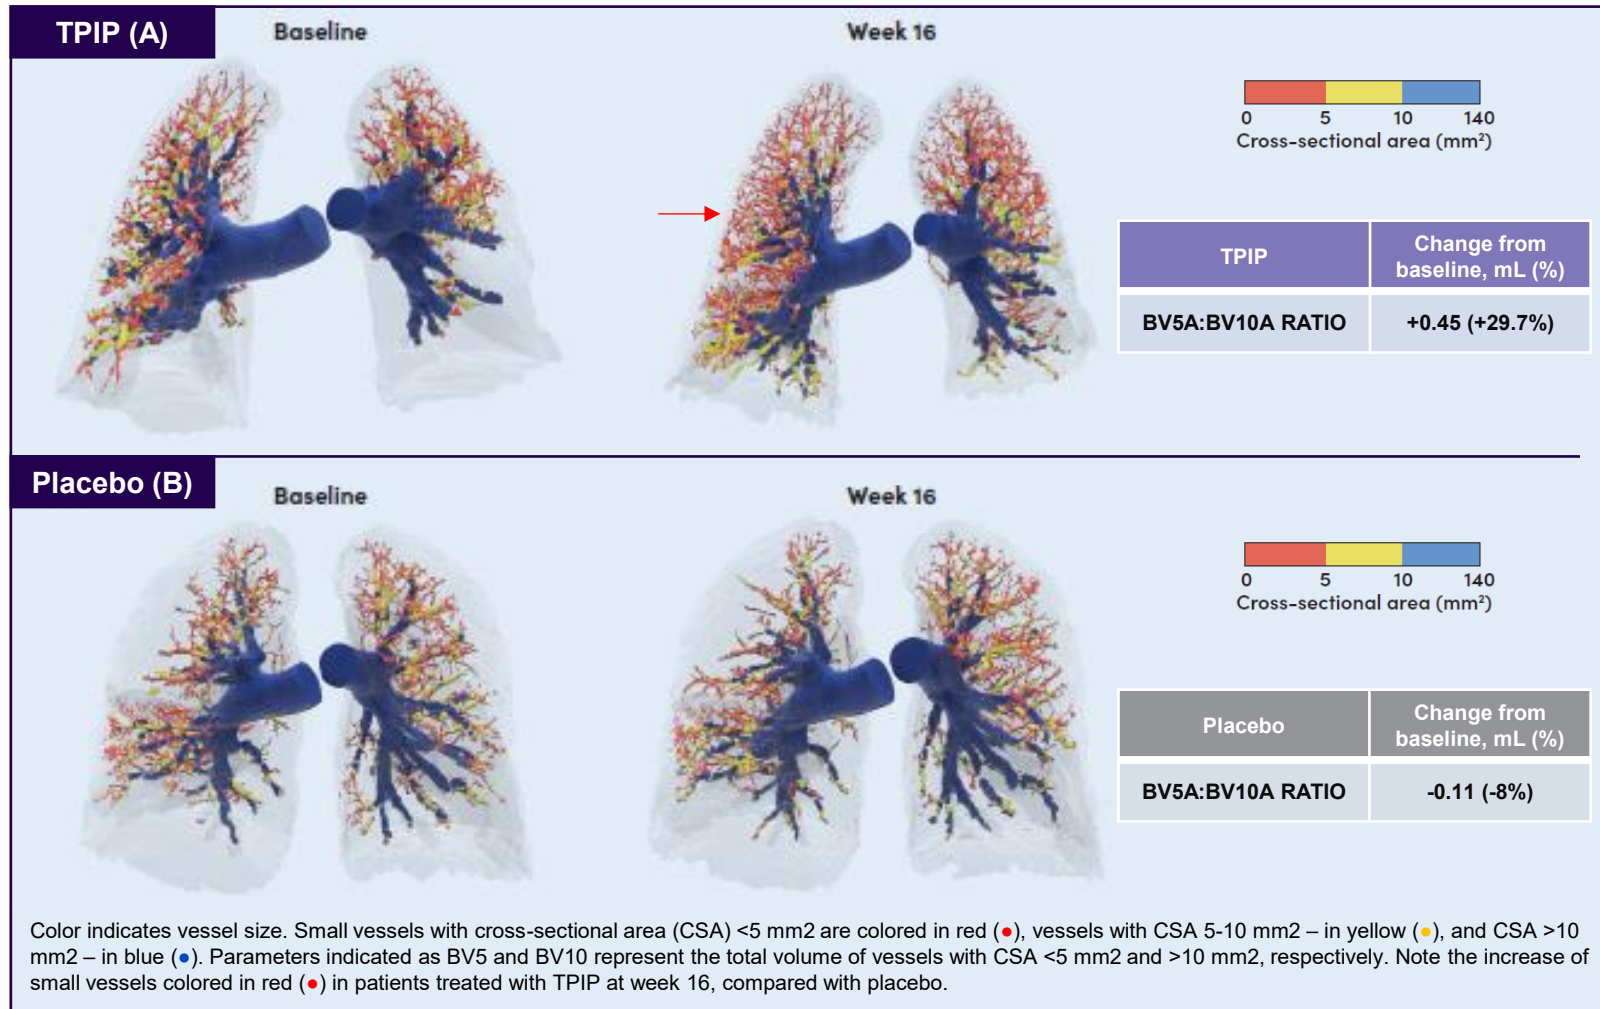 TPIP (A)
Baseline
Week 16
0 5 10 140
Cross-sectional area (mm²)
TPIP
Change from
baseline, mL (%)
BV5A:BV10A RATIO
+0.45 (+29.7%)
Placebo (B)
Baseline
Week 16
0 5 10 140
Cross-sectional area (mm²)
Placebo
Change from
baseline, mL (%)
BV5A:BV10A RATIO
-0.11 (-8%)
Color indicates vessel size. Small vessels with cross-sectional area (CSA) <5 mm2 are colored in red (●), vessels with CSA 5-10 mm2 – in yellow (●), and CSA >10
mm2 – in blue (●). Parameters indicated as BV5 and BV10 represent the total volume of vessels with CSA <5 mm2 and >10 mm2, respectively. Note the increase of
small vessels colored in red (●) in patients treated with TPIP at week 16, compared with placebo.